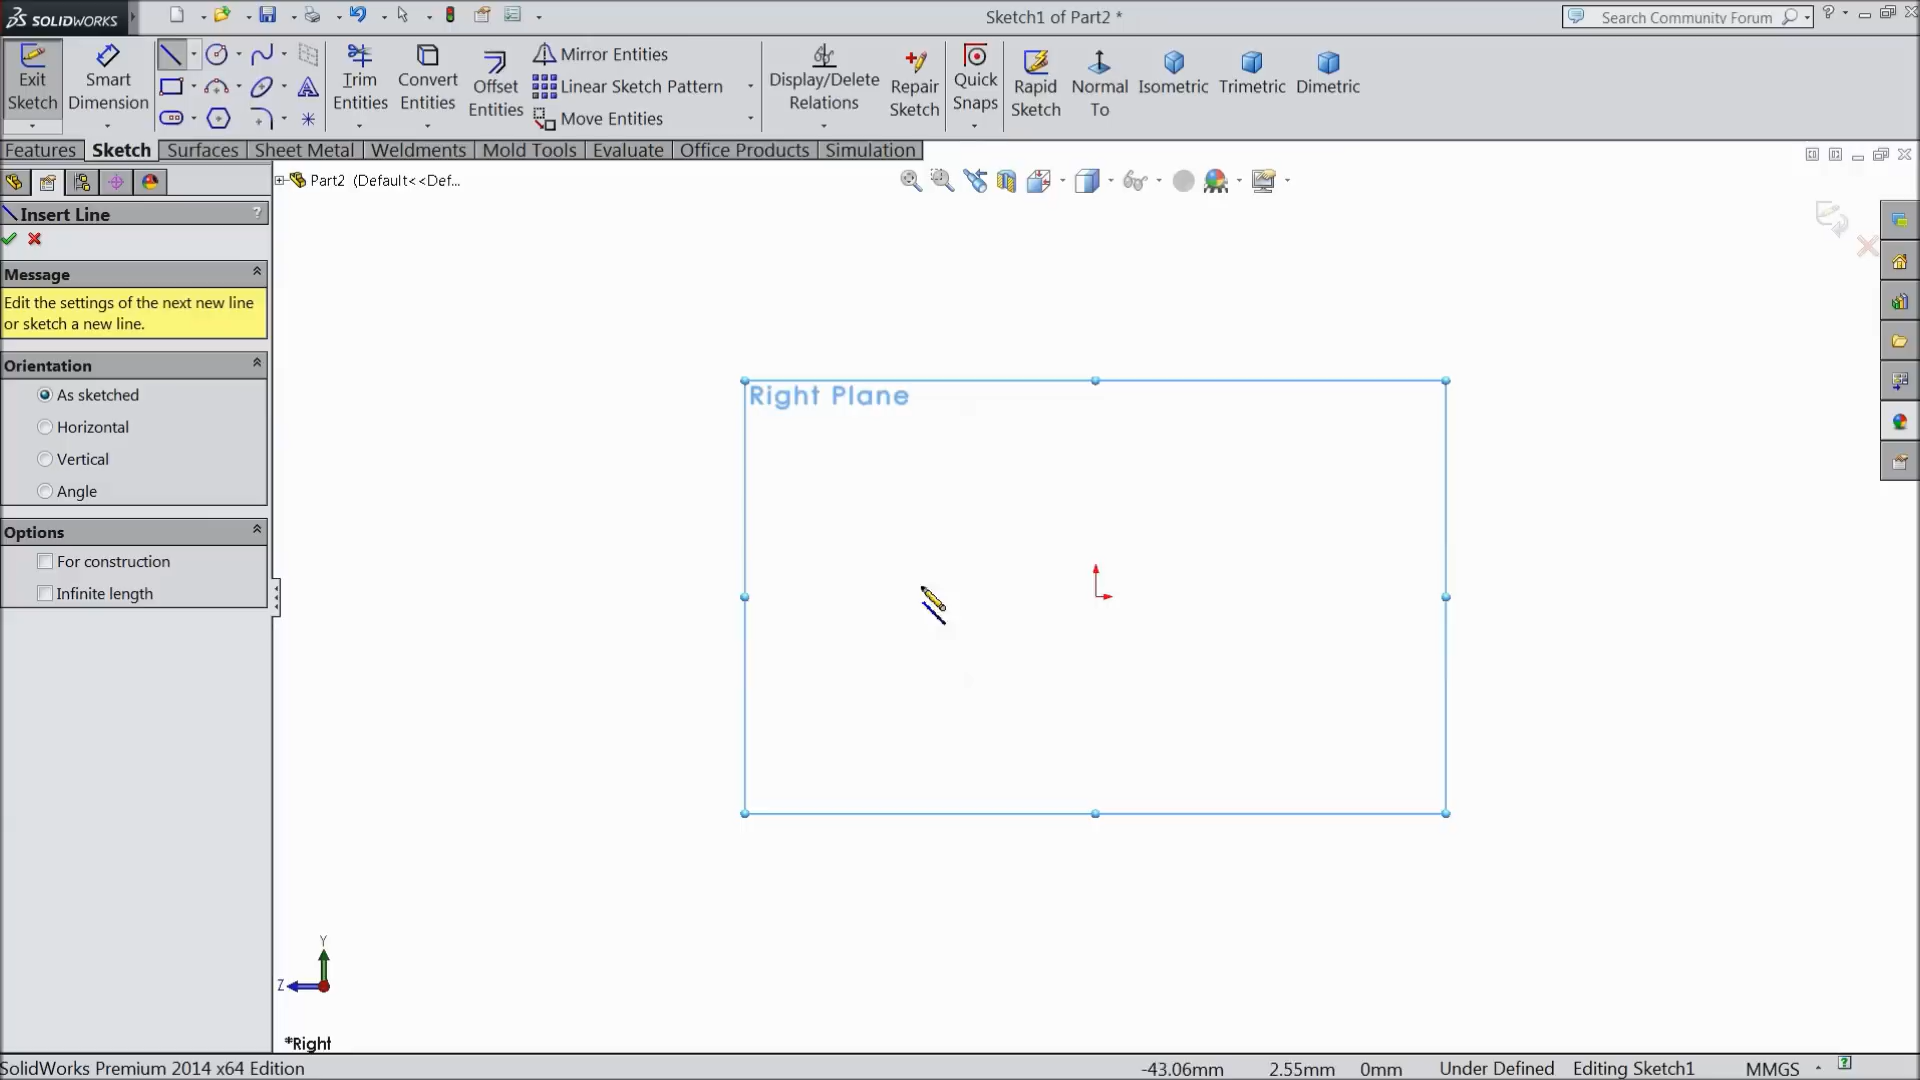 SOLIDWORKS
Sketch1 of Part2 *
Search Community Forum
?
Exit Sketch
Smart Dimension
Trim Entities
Convert Entities
Offset Entities
Mirror Entities
Linear Sketch Pattern
Move Entities
Display/Delete Relations
Repair Sketch
Quick Snaps
Rapid Sketch
Normal To
Isometric
Trimetric
Dimetric
Features
Sketch
Surfaces
Sheet Metal
Weldments
Mold Tools
Evaluate
Office Products
Simulation
Part2 (Default<<Def...
Insert Line
?
Message
Edit the settings of the next new line
or sketch a new line.
Orientation
As sketched
Horizontal
Vertical
Angle
Options
For construction
Infinite length
Right Plane
Y
Z
*Right
SolidWorks Premium 2014 x64 Edition
-43.06mm
2.55mm
0mm
Under Defined
Editing Sketch1
MMGS
?